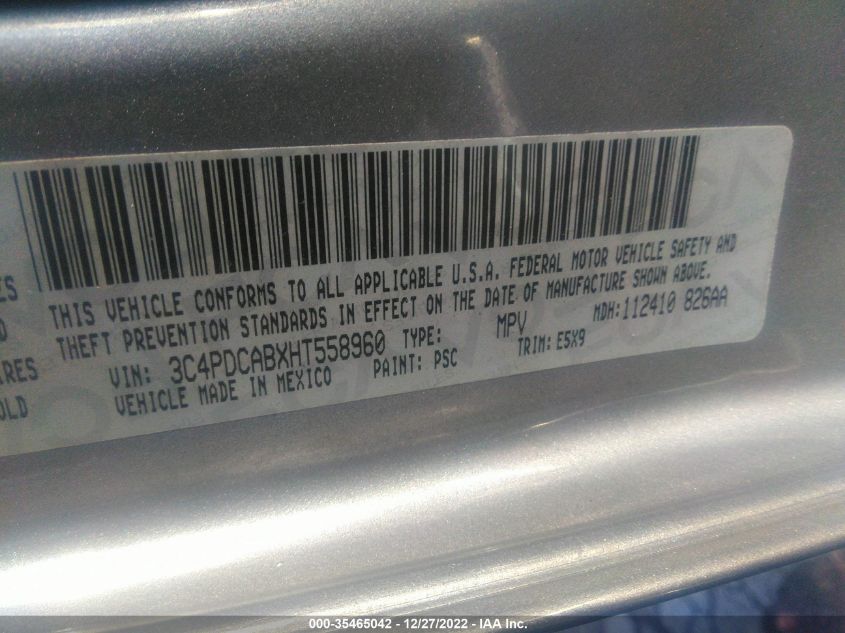 THIS VEHICLE CONFORMS TO ALL APPLICABLE U.S.A. FEDERAL MOTOR VEHICLE SAFETY AND
THEFT PREVENTION STANDARDS IN EFFECT ON THE DATE OF MANUFACTURE SHOWN ABOVE.
VIN: 3C4PDCABXHT558960 TYPE: MPV MDH:112410 826AA
VEHICLE MADE IN MEXICO PAINT: PSC TRIM: E5X9
000-35465042 - 12/27/2022 - IAA Inc.